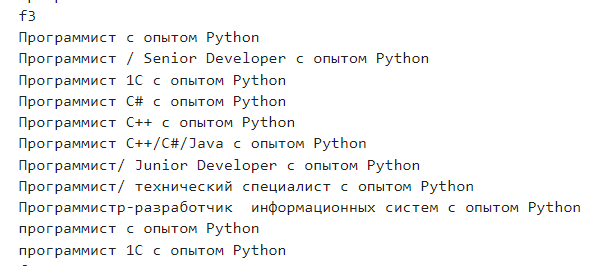 f3
Программист с опытом Python
Программист / Senior Developer с опытом Python
Программист 1С с опытом Python
Программист C# с опытом Python
Программист C++ с опытом Python
Программист C++/C#/Java с опытом Python
Программист/ Junior Developer с опытом Python
Программист/ технический специалист с опытом Python
Программистр-разработчик  информационных систем с опытом Python
программист с опытом Python
программист 1С с опытом Python